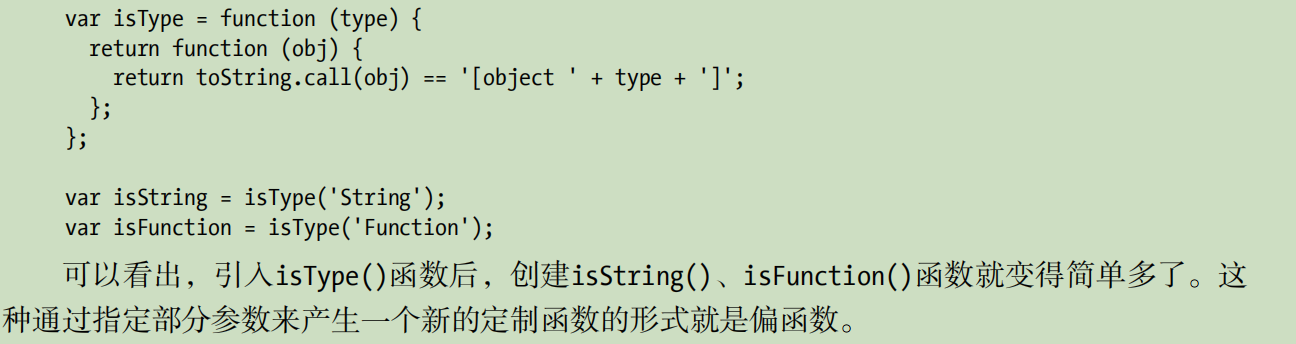 var isType = function (type) {
  return function (obj) {
    return toString.call(obj) == '[object ' + type + ']';
  };
};

var isString = isType('String');
var isFunction = isType('Function');
可以看出，引入isType()函数后，创建isString()、isFunction()函数就变得简单多了。这
种通过指定部分参数来产生一个新的定制函数的形式就是偏函数。